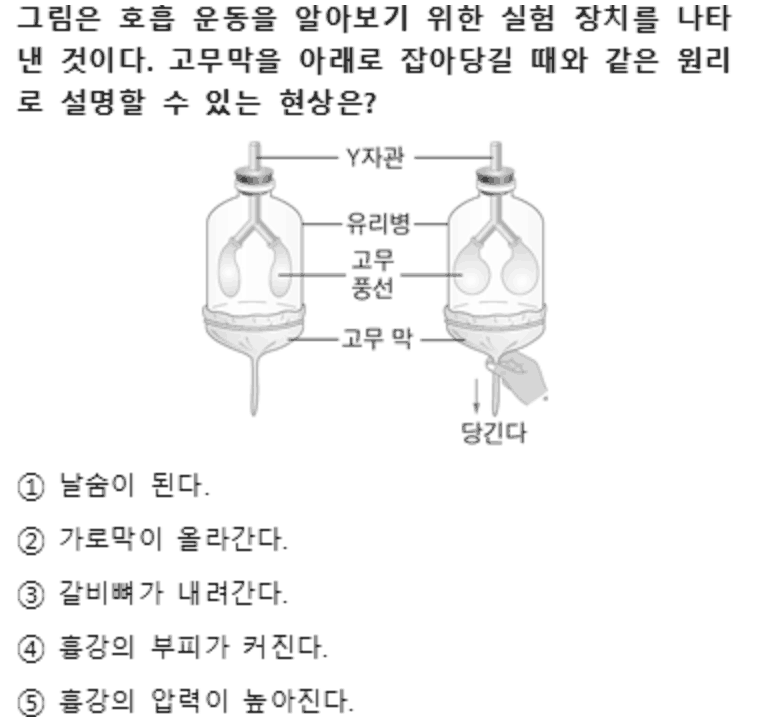 그림은 호흡 운동을 알아보기 위한 실험 장치를 나타
낸 것이다. 고무막을 아래로 잡아당길 때와 같은 원리
로 설명할 수 있는 현상은?
Y자관
유리병
고무
풍선
고무 막
당긴다
① 날숨이 된다.
② 가로막이 올라간다.
③ 갈비뼈가 내려간다.
④ 흉강의 부피가 커진다.
⑤ 흉강의 압력이 높아진다.